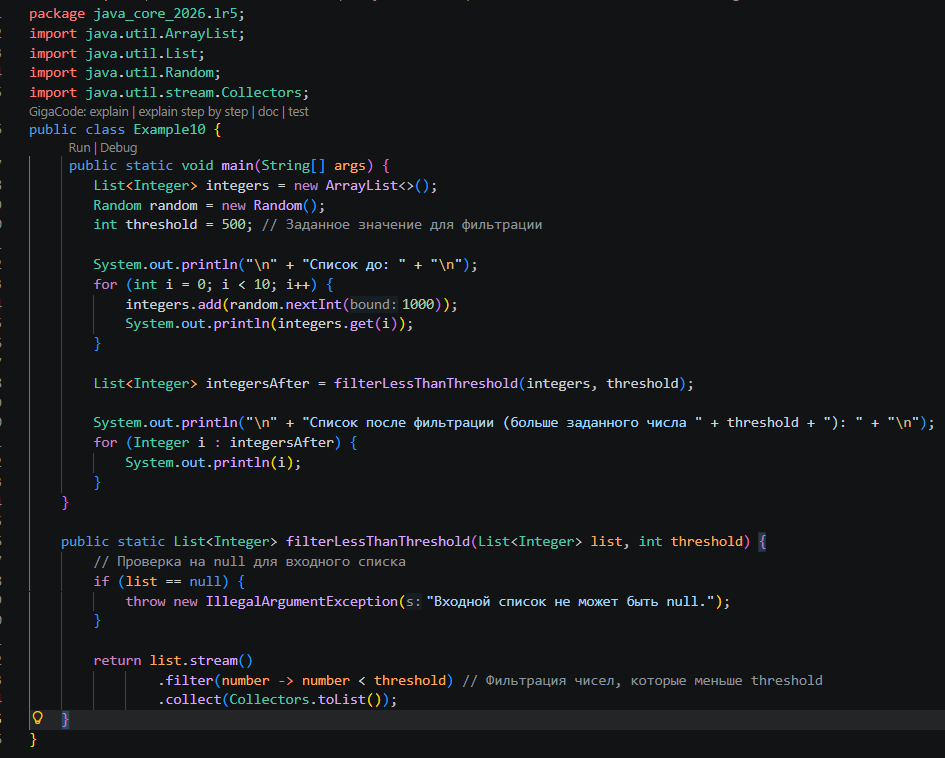 package java_core_2026.lr5;
import java.util.ArrayList;
import java.util.List;
import java.util.Random;
import java.util.stream.Collectors;
GigaCode: explain | explain step by step | doc | test
public class Example10 {
Run | Debug
public static void main(String[] args) {
List<Integer> integers = new ArrayList<>();
Random random = new Random();
int threshold = 500; // Заданное значение для фильтрации
System.out.println("\n" + "Список до: " + "\n");
for (int i = 0; i < 10; i++) {
integers.add(random.nextInt(bound: 1000));
System.out.println(integers.get(i));
}
List<Integer> integersAfter = filterLessThanThreshold(integers, threshold);
System.out.println("\n" + "Список после фильтрации (больше заданного числа " + threshold + "): " + "\n");
for (Integer i : integersAfter) {
System.out.println(i);
}
}
public static List<Integer> filterLessThanThreshold(List<Integer> list, int threshold) {
// Проверка на null для входного списка
if (list == null) {
throw new IllegalArgumentException(s: "Входной список не может быть null.");
}
return list.stream()
.filter(number -> number < threshold) // Фильтрация чисел, которые меньше threshold
.collect(Collectors.toList());
}
}